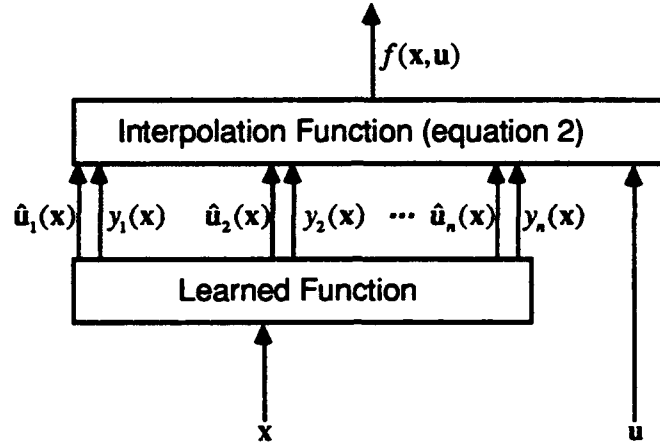 f(x,u)
Interpolation Function (equation 2)
û₁(x) y₁(x) û₂(x) y₂(x) ··· ûₙ(x) yₙ(x)
Learned Function
x u